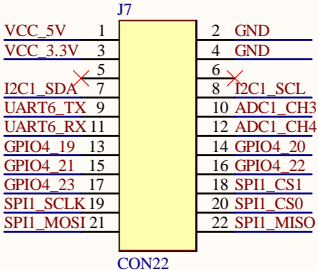 J7
VCC_5V 1 2 GND
VCC_3.3V 3 4 GND
5 6
I2C1_SDA 7 8 I2C1_SCL
UART6_TX 9 10 ADC1_CH3
UART6_RX 11 12 ADC1_CH4
GPIO4_19 13 14 GPIO4_20
GPIO4_21 15 16 GPIO4_22
GPIO4_23 17 18 SPI1_CS1
SPI1_SCLK 19 20 SPI1_CS0
SPI1_MOSI 21 22 SPI1_MISO
CON22